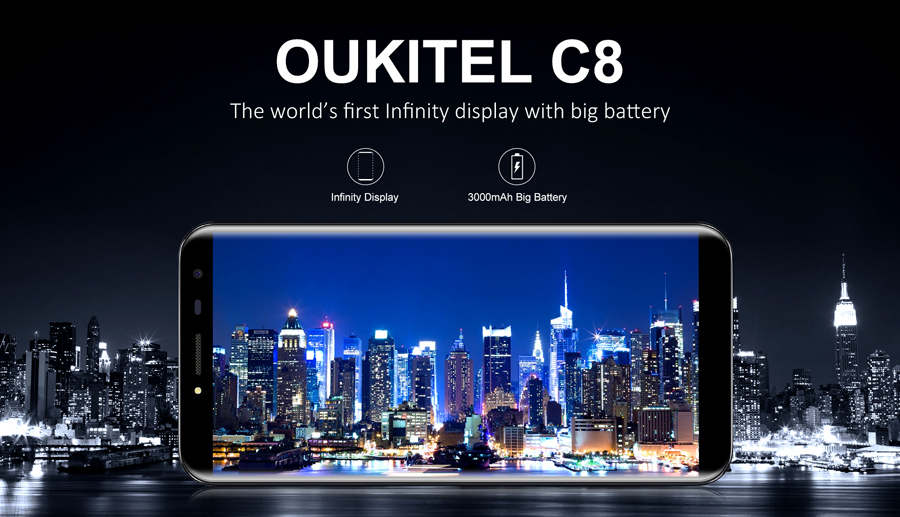 OUKITEL C8
The world’s first Infinity display with big battery
Infinity Display
3000mAh Big Battery